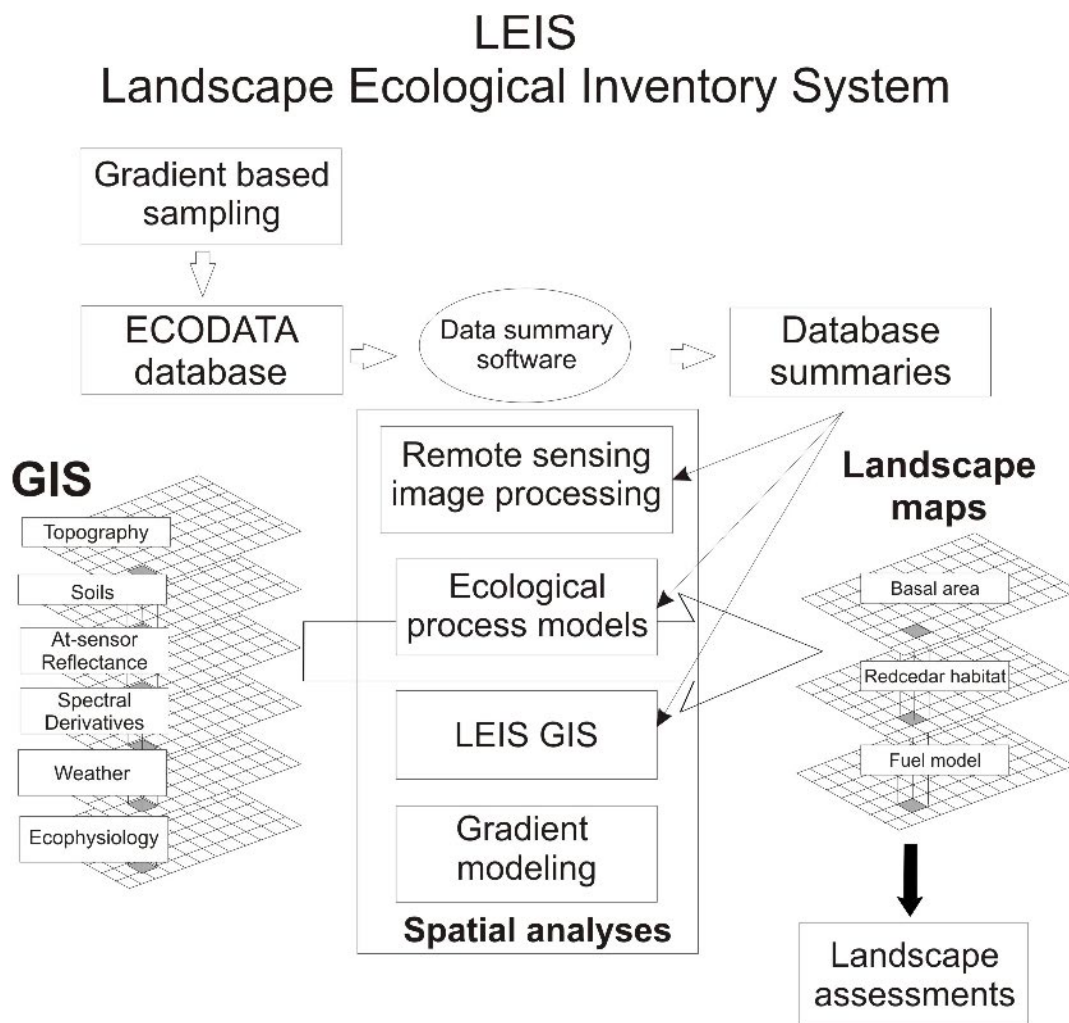 LEIS
Landscape Ecological Inventory System
Gradient based
sampling
ECODATA
database
Data summary
software
Database
summaries
GIS
Topography
Soils
At-sensor
Reflectance
Spectral
Derivatives
Weather
Ecophysiology
Remote sensing
image processing
Ecological
process models
LEIS GIS
Gradient
modeling
Spatial analyses
Landscape
maps
Basal area
Redcedar habitat
Fuel model
Landscape
assessments